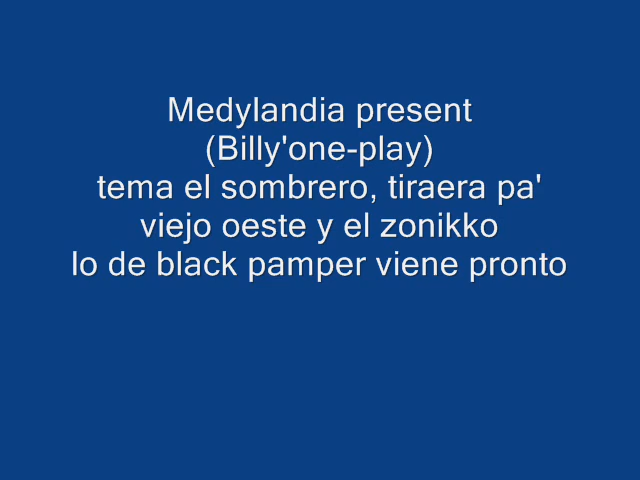 Medylandia present
(Billy'one-play)
tema el sombrero, tiraera pa'
viejo oeste y el zonikko
lo de black pamper viene pronto